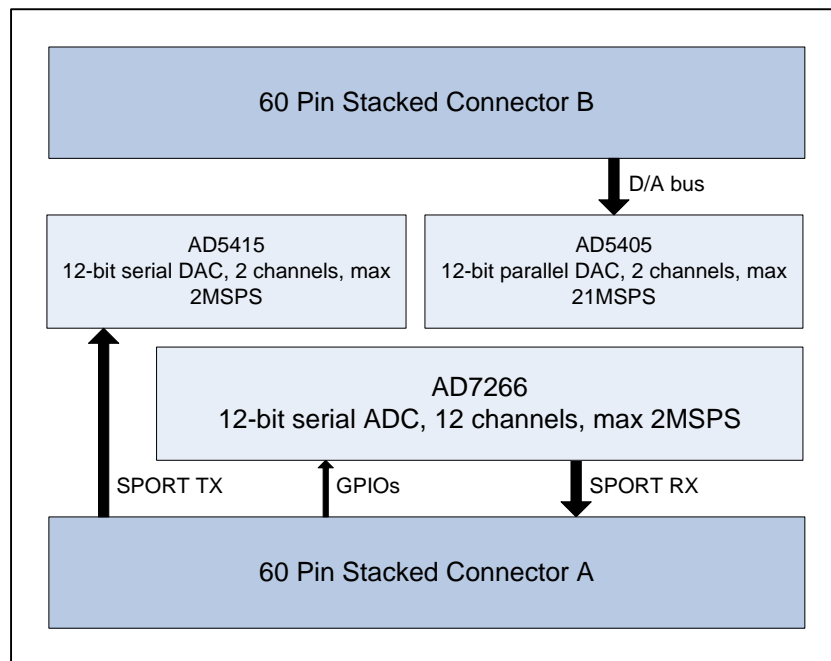 60 Pin Stacked Connector B
D/A bus
AD5415
12-bit serial DAC, 2 channels, max
2MSPS
AD5405
12-bit parallel DAC, 2 channels, max
21MSPS
AD7266
12-bit serial ADC, 12 channels, max 2MSPS
SPORT TX
GPIOs
SPORT RX
60 Pin Stacked Connector A